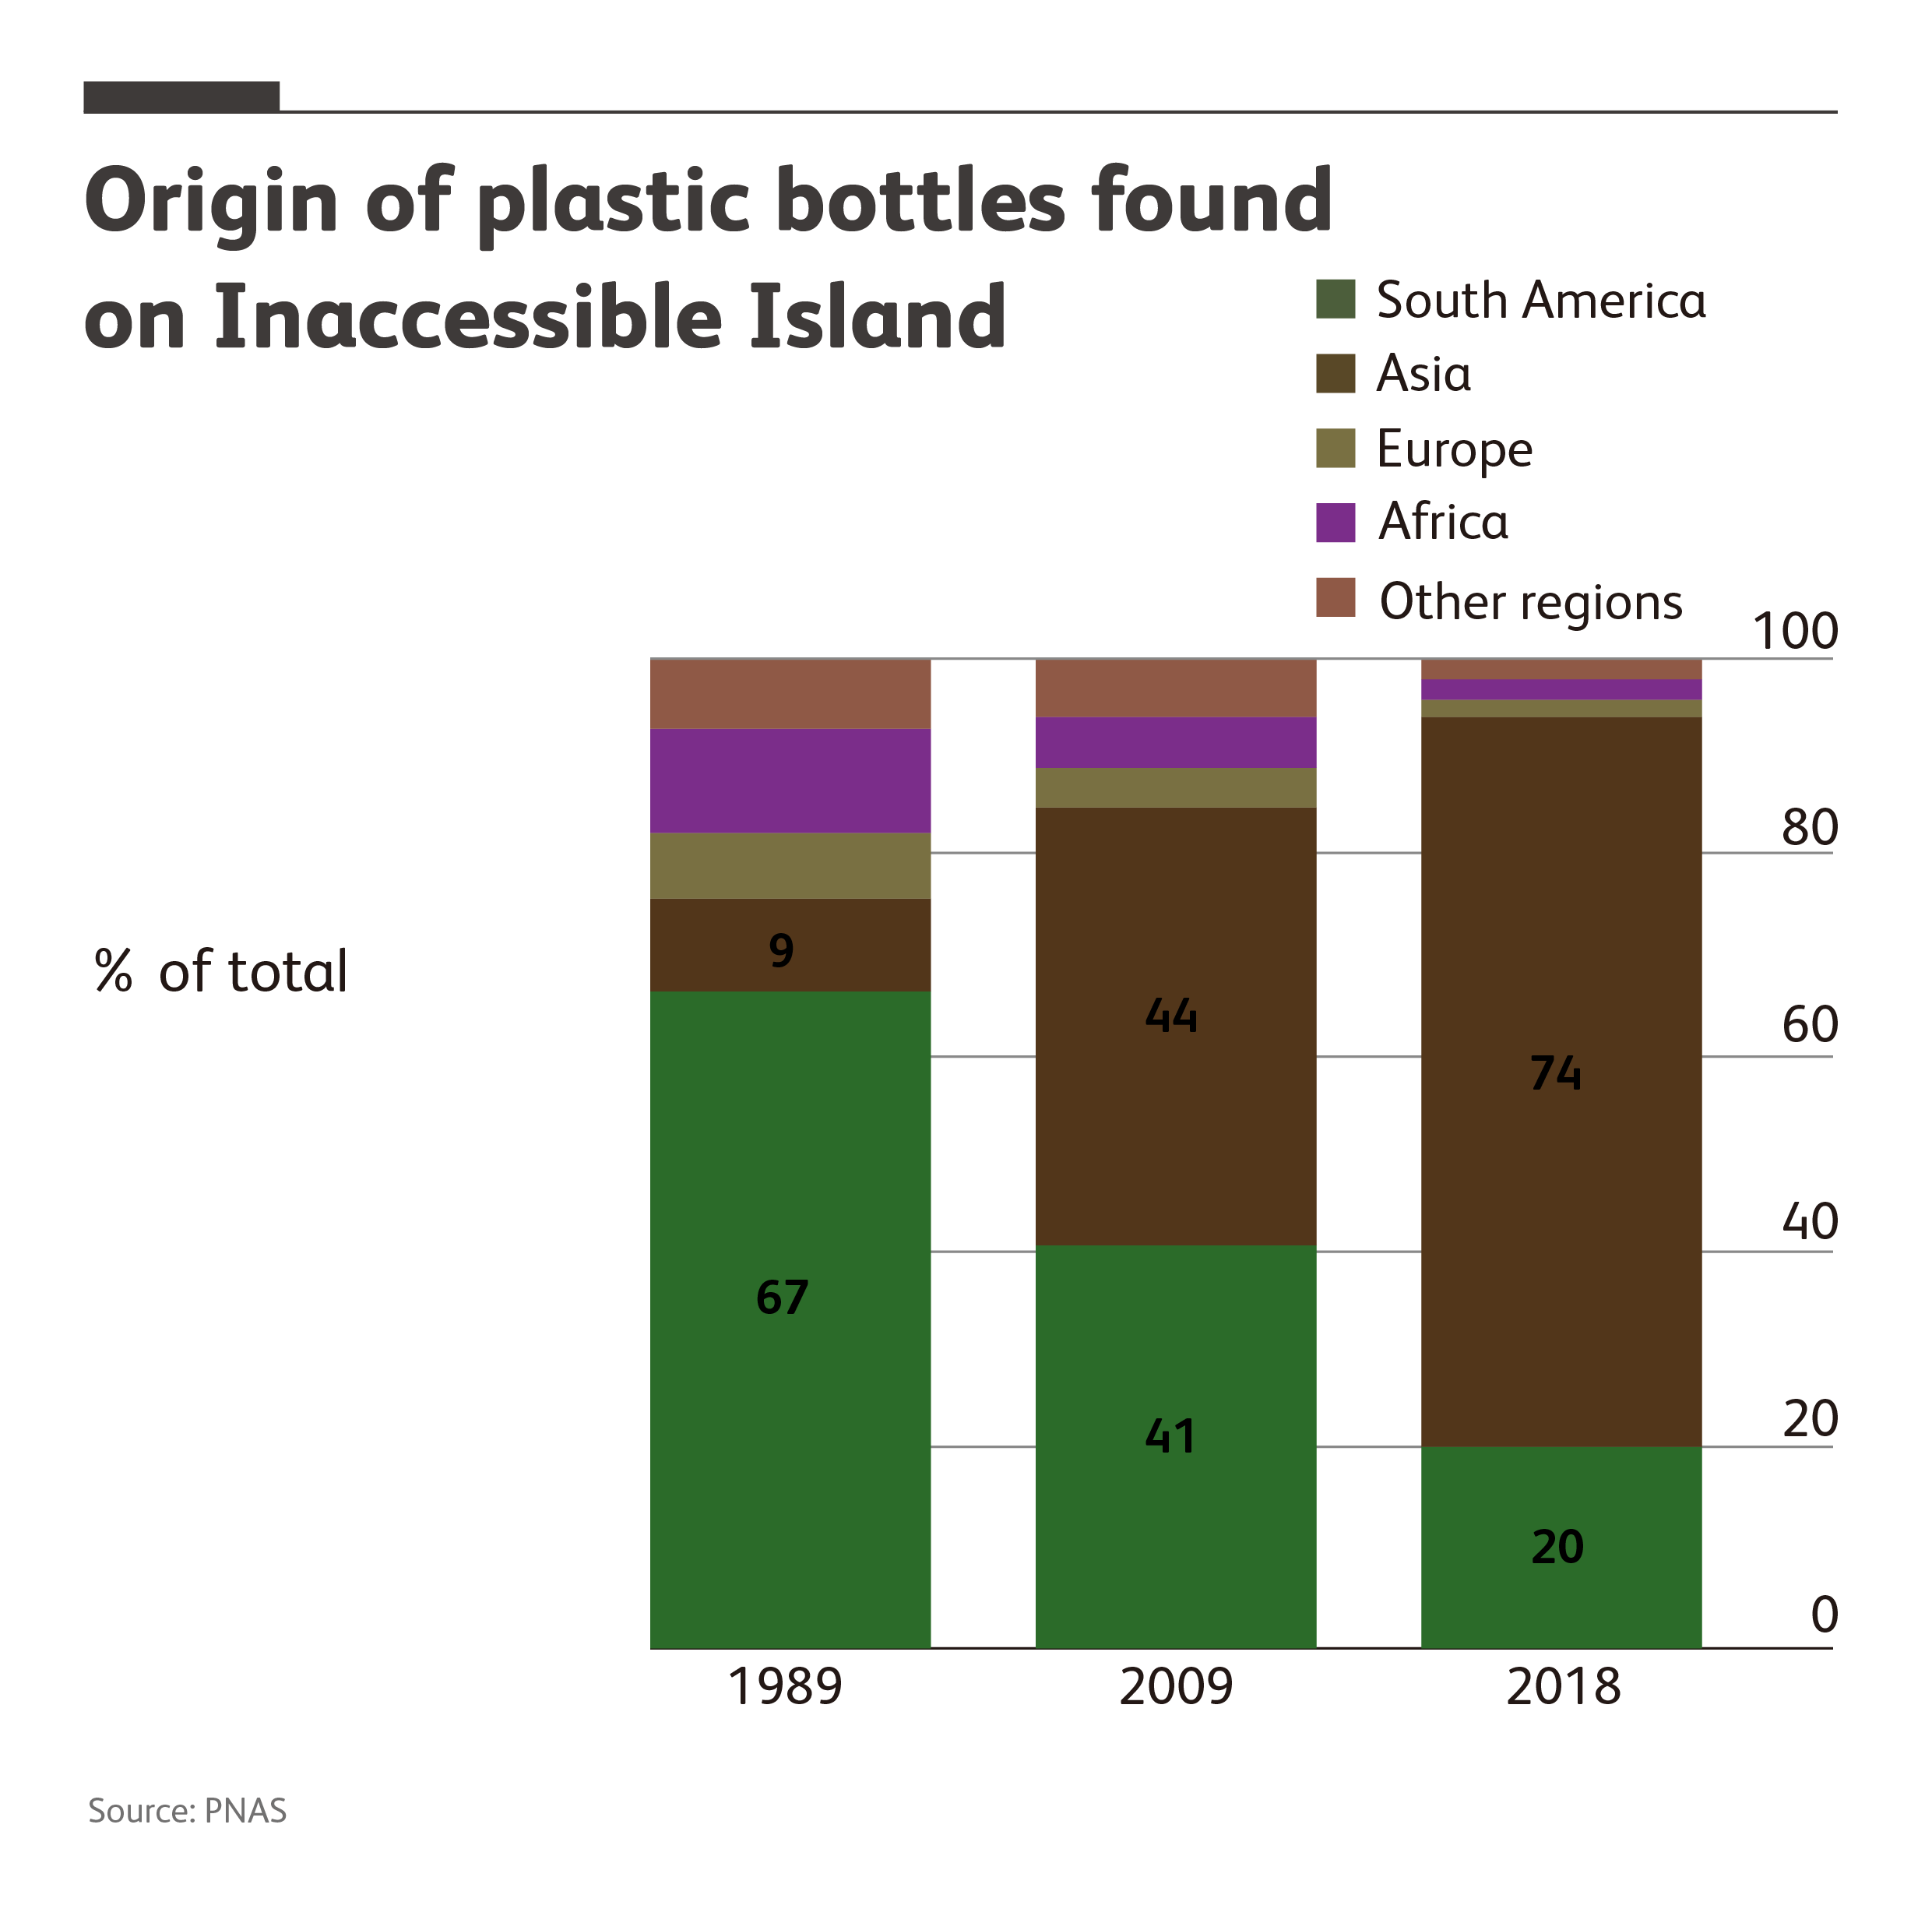 Origin of plastic bottles found
on Inaccessible Island
South America
Asia
Europe
Africa
Other regions
100
80
60
40
20
0
% of total
9
67
44
41
74
20
1989
2009
2018
Source: PNAS